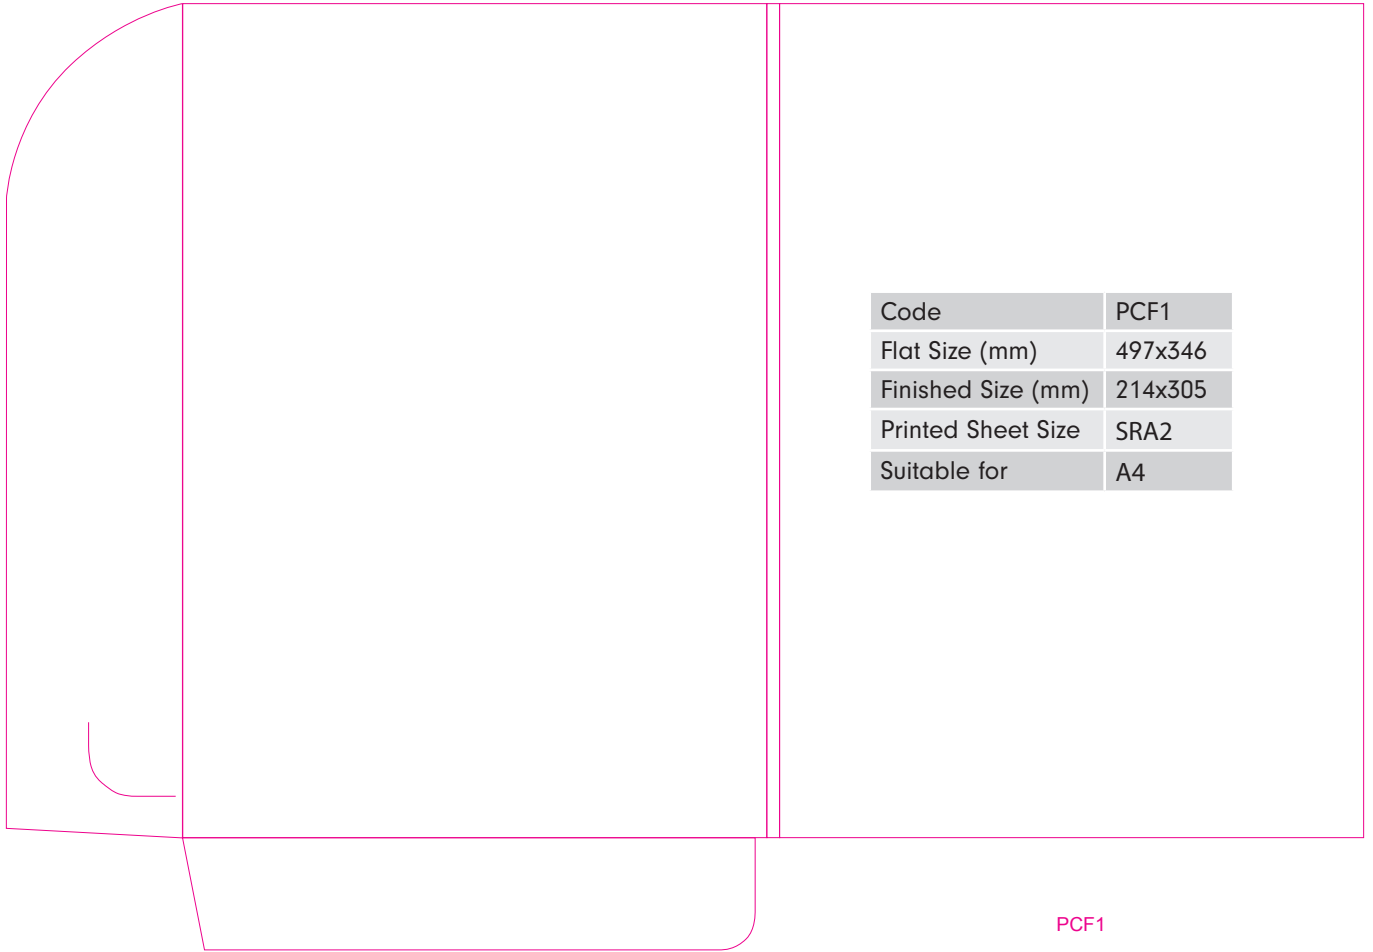 Code PCF1
Flat Size (mm) 497x346
Finished Size (mm) 214x305
Printed Sheet Size SRA2
Suitable for A4
PCF1